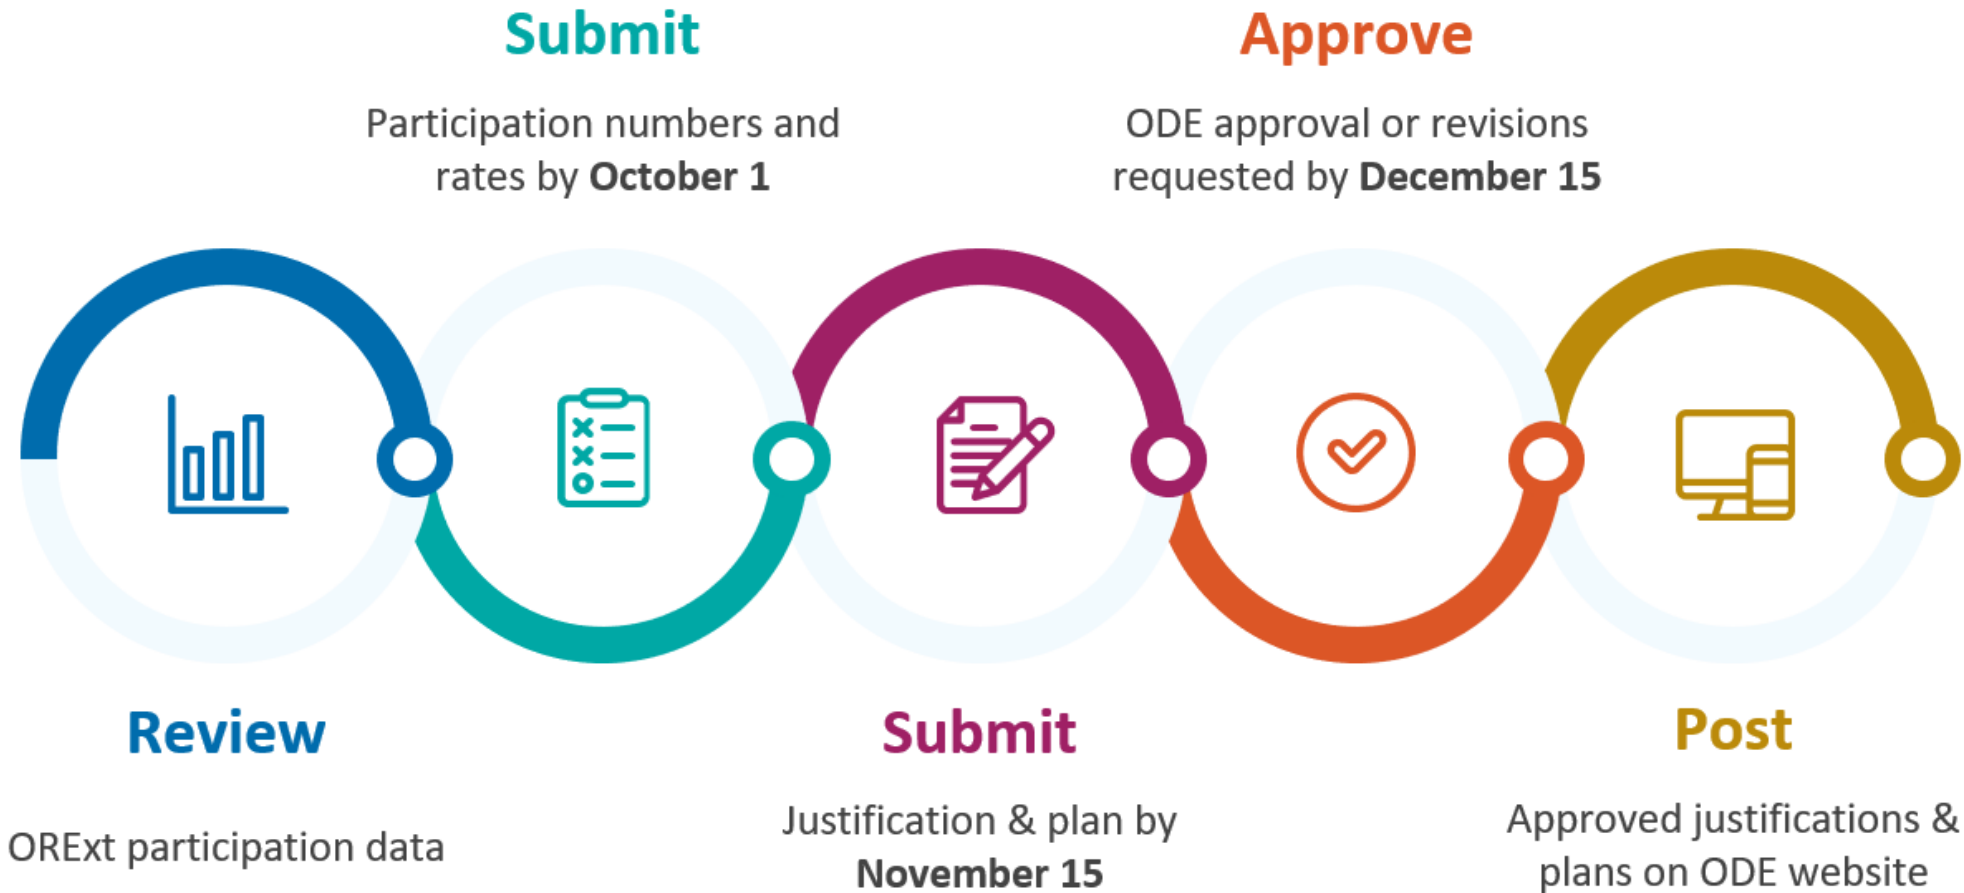 Submit
Participation numbers and
rates by October 1
Approve
ODE approval or revisions
requested by December 15
Review
ORExt participation data
Submit
Justification & plan by
November 15
Post
Approved justifications &
plans on ODE website